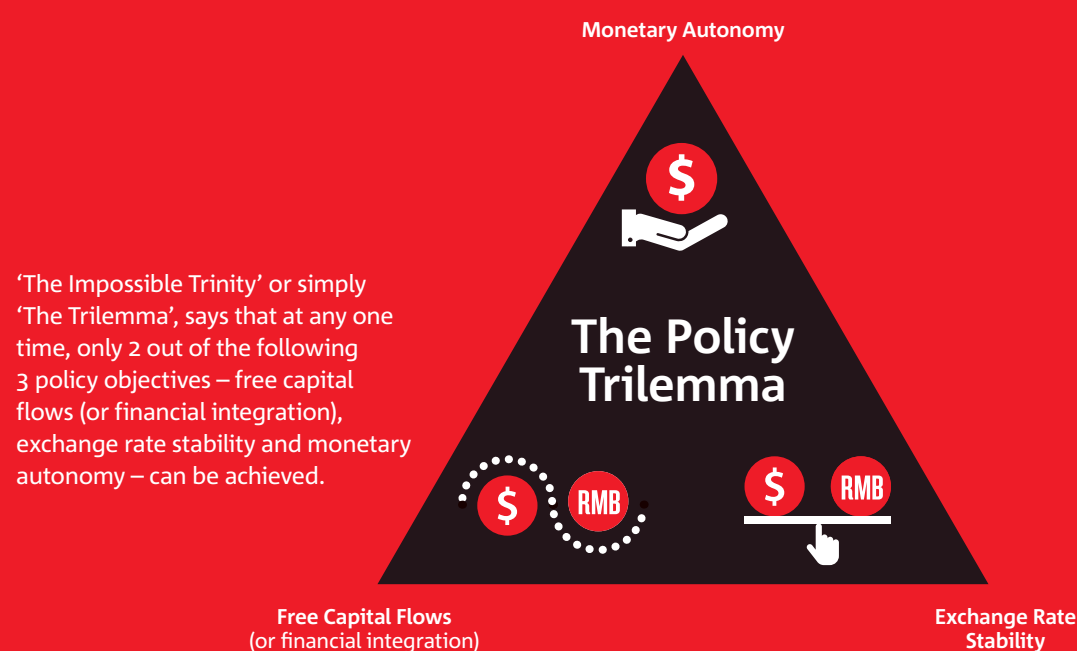 Monetary Autonomy
$
‘The Impossible Trinity’ or simply
‘The Trilemma’, says that at any one
time, only 2 out of the following
3 policy objectives – free capital
flows (or financial integration),
exchange rate stability and monetary
autonomy – can be achieved.
The Policy
Trilemma
$ RMB
$ RMB
Free Capital Flows
(or financial integration)
Exchange Rate
Stability